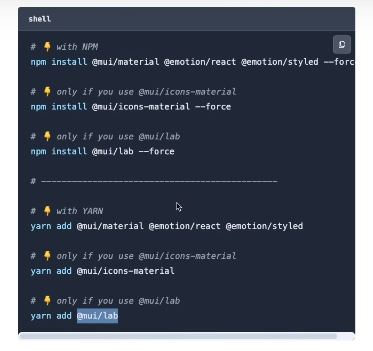 shell
# 👇 with NPM
npm install @mui/material @emotion/react @emotion/styled --forc
# 👇 only if you use @mui/icons-material
npm install @mui/icons-material --force
# 👇 only if you use @mui/lab
npm install @mui/lab --force
# ----------------------------------------------
# 👇 with YARN
yarn add @mui/material @emotion/react @emotion/styled
# 👇 only if you use @mui/icons-material
yarn add @mui/icons-material
# 👇 only if you use @mui/lab
yarn add @mui/lab